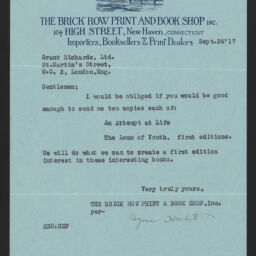 THE BRICK ROW PRINT AND BOOK SHOP INC.
104 HIGH STREET, New Haven, CONNECTICUT
Importers, Booksellers & Print Dealers
Sept.24'17
Grant Richards, Ltd.
St.Martin's Street,
W.C. 2, London,Eng.
Gentlemen;
I would be obliged if you would be good
enough to send me two copies each of:
An Attempt at Life
The Loom of Youth, first editions.
We will do what we can to create a first edition
interest in these interesting books.
Very truly yours,
THE BRICK ROW PRINT & BOOK SHOP,Inc.
per-